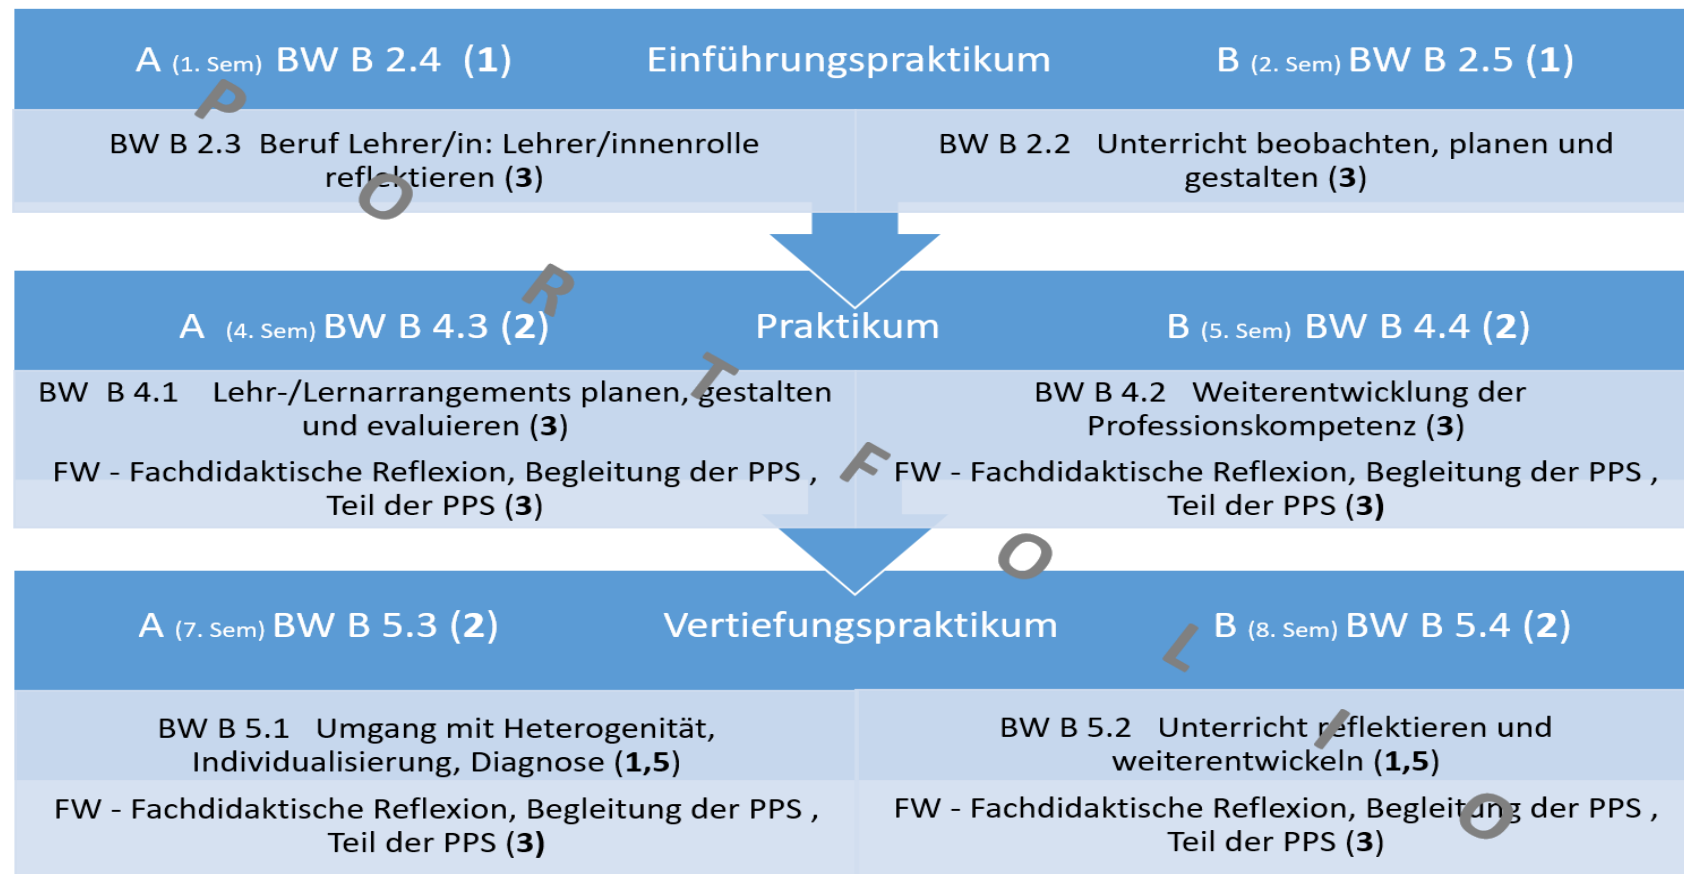 A (1. Sem) BW B 2.4 (1) Einführungspraktikum B (2. Sem) BW B 2.5 (1)
BW B 2.3 Beruf Lehrer/in: Lehrer/innenrolle
reflektieren (3)
BW B 2.2 Unterricht beobachten, planen und
gestalten (3)
A (4. Sem) BW B 4.3 (2) Praktikum B (5. Sem) BW B 4.4 (2)
BW B 4.1 Lehr-/Lernarrangements planen, gestalten
und evaluieren (3)
FW - Fachdidaktische Reflexion, Begleitung der PPS ,
Teil der PPS (3)
BW B 4.2 Weiterentwicklung der
Professionskompetenz (3)
FW - Fachdidaktische Reflexion, Begleitung der PPS ,
Teil der PPS (3)
A (7. Sem) BW B 5.3 (2) Vertiefungspraktikum B (8. Sem) BW B 5.4 (2)
BW B 5.1 Umgang mit Heterogenität,
Individualisierung, Diagnose (1,5)
FW - Fachdidaktische Reflexion, Begleitung der PPS ,
Teil der PPS (3)
BW B 5.2 Unterricht reflektieren und
weiterentwickeln (1,5)
FW - Fachdidaktische Reflexion, Begleitung der PPS ,
Teil der PPS (3)
PORTFOLIO